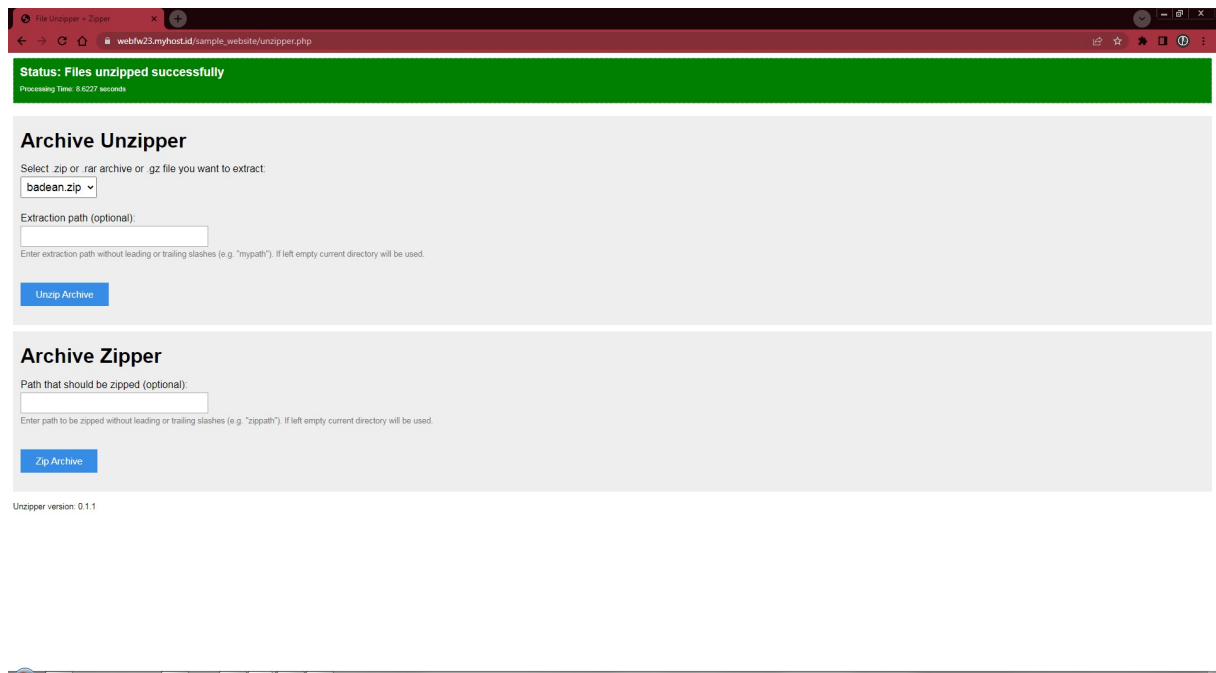 File Unzipper + Zipper
webfw23.myhost.id/sample_website/unzipper.php
Status: Files unzipped successfully
Processing Time: 8.6227 seconds
Archive Unzipper
Select .zip or .rar archive or .gz file you want to extract:
badean.zip
Extraction path (optional):
Enter extraction path without leading or trailing slashes (e.g. "mypath"). If left empty current directory will be used.
Unzip Archive
Archive Zipper
Path that should be zipped (optional):
Enter path to be zipped without leading or trailing slashes (e.g. "zippath"). If left empty current directory will be used.
Zip Archive
Unzipper version: 0.1.1